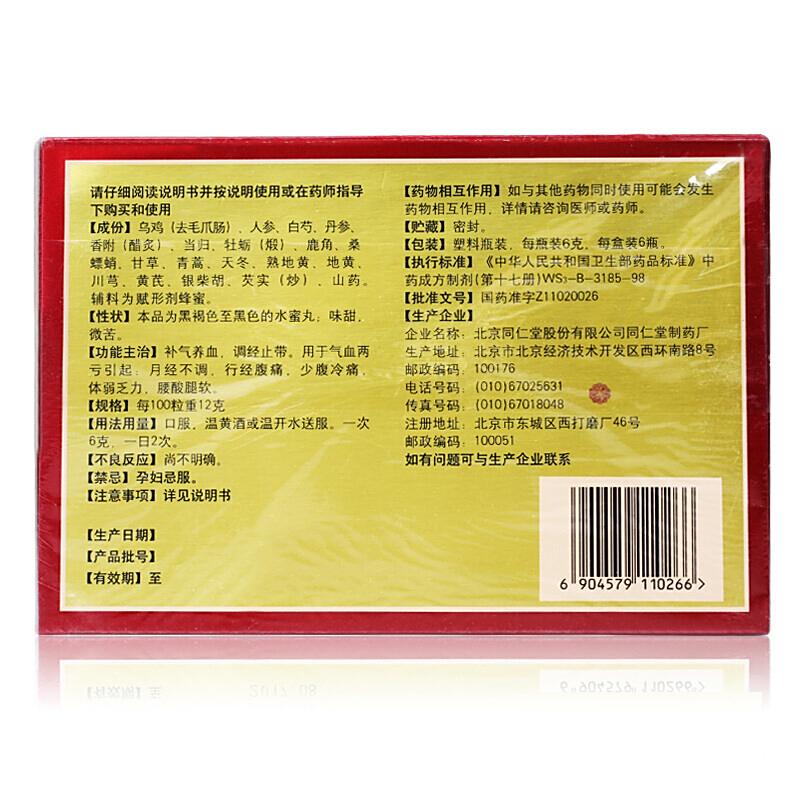 请仔细阅读说明书并按说明使用或在药师指导
下购买和使用
【成份】乌鸡（去毛爪肠）、人参、白芍、丹参、
香附（醋炙）、当归、牡蛎（煅）、鹿角、桑
螵蛸、甘草、青蒿、天冬、熟地黄、地黄、
川芎、黄芪、银柴胡、芡实（炒）、山药。
辅料为赋形剂蜂蜜。
【性状】本品为黑褐色至黑色的水蜜丸；味甜，
微苦。
【功能主治】补气养血，调经止带。用于气血两
亏引起：月经不调，行经腹痛，少腹冷痛，
体弱乏力，腰酸腿软。
【规格】每100粒重12克
【用法用量】口服，温黄酒或温开水送服。一次
6克，一日2次。
【不良反应】尚不明确。
【禁忌】孕妇忌服。
【注意事项】详见说明书
【生产日期】
【产品批号】
【有效期】至
【药物相互作用】如与其他药物同时使用可能会发生
药物相互作用，详情请咨询医师或药师。
【贮藏】密封。
【包装】塑料瓶装，每瓶装6克，每盒装6瓶。
【执行标准】《中华人民共和国卫生部药品标准》中
药成方制剂(第十七册)WS₃-B-3185-98
【批准文号】国药准字Z11020026
【生产企业】
企业名称：北京同仁堂股份有限公司同仁堂制药厂
生产地址：北京市北京经济技术开发区西环南路8号
邮政编码：100176
电话号码：(010)67025631
传真号码：(010)67018048
注册地址：北京市东城区西打磨厂46号
邮政编码：100051
如有问题可与生产企业联系
6 904579 110266>